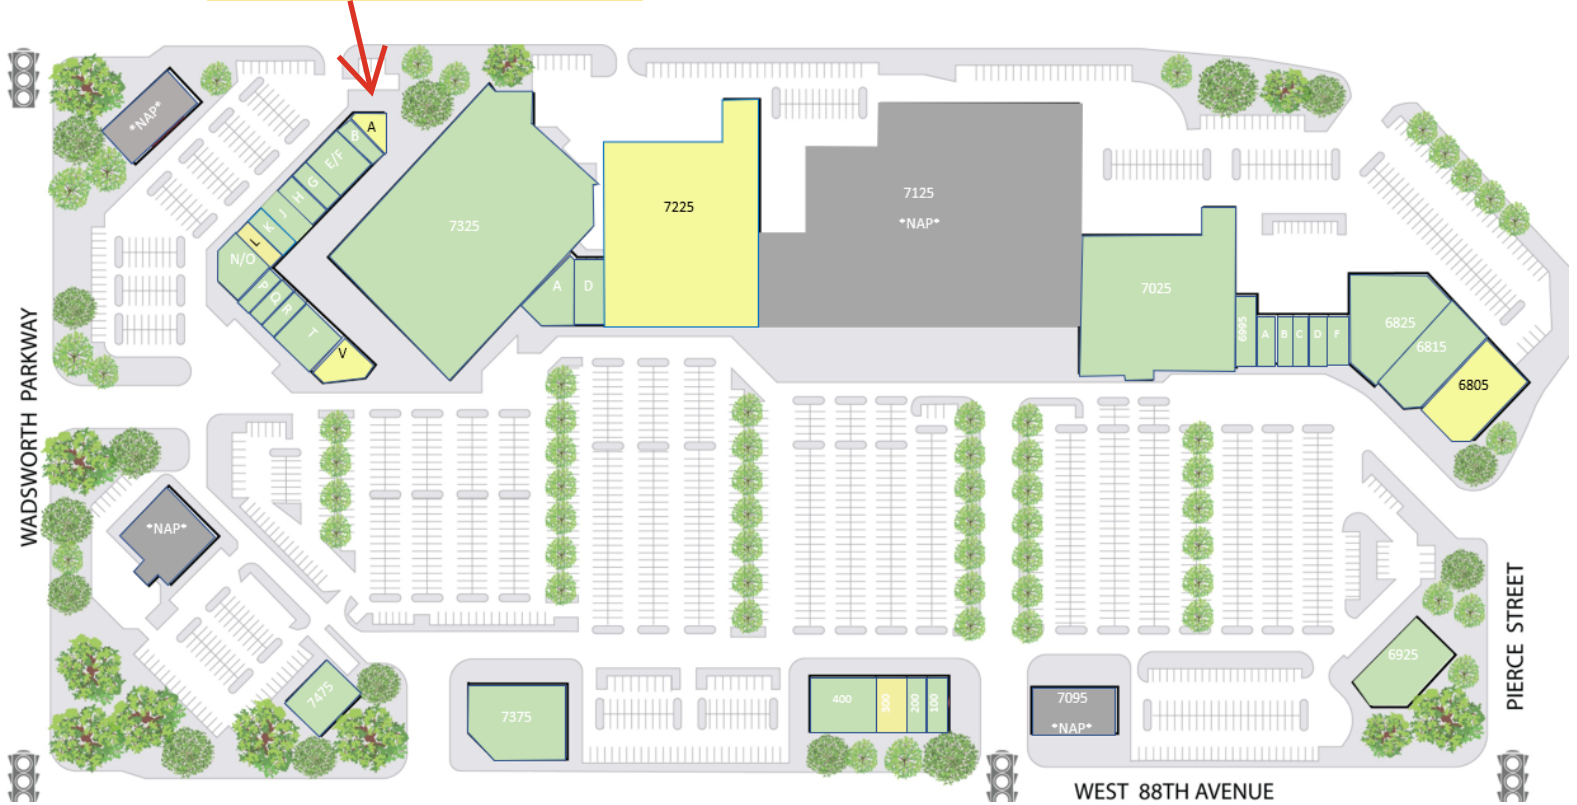 *NAP*
A
B
E/F
G
H
J
K
L
N/O
P
Q
R
T
V
7325
A
D
7225
7125
*NAP*
7025
6995
A
B
C
D
F
6825
6815
6805
WADSWORTH PARKWAY
*NAP*
7475
7375
400
300
200
100
7095
*NAP*
6925
PIERCE STREET
WEST 88TH AVENUE